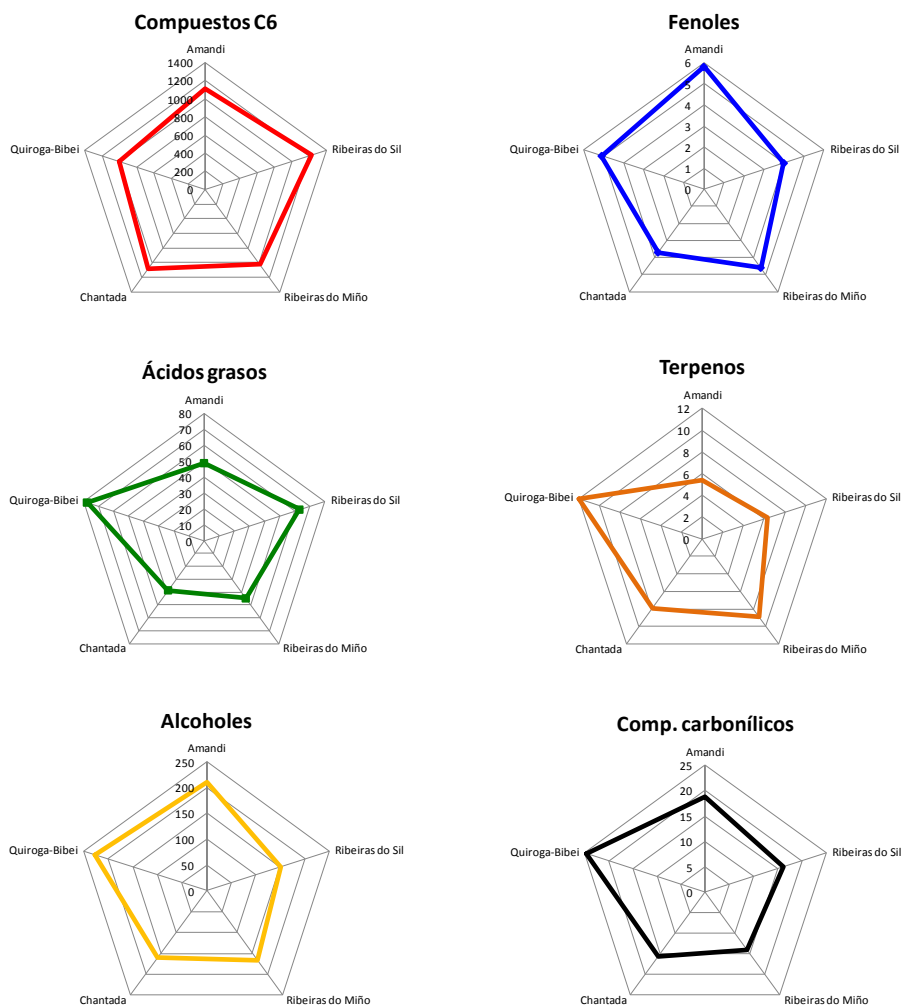 Compuestos C6
Amandi
1400
1200
1000
800
600
400
200
0
Quiroga-Bibei
Ribeiras do Sil
Chantada
Ribeiras do Miño
Fenoles
Amandi
6
5
4
3
2
1
0
Quiroga-Bibei
Ribeiras do Sil
Chantada
Ribeiras do Miño
Ácidos grasos
Amandi
80
70
60
50
40
30
20
10
0
Quiroga-Bibei
Ribeiras do Sil
Chantada
Ribeiras do Miño
Terpenos
Amandi
12
10
8
6
4
2
0
Quiroga-Bibei
Ribeiras do Sil
Chantada
Ribeiras do Miño
Alcoholes
Amandi
250
200
150
100
50
0
Quiroga-Bibei
Ribeiras do Sil
Chantada
Ribeiras do Miño
Comp. carbonílicos
Amandi
25
20
15
10
5
0
Quiroga-Bibei
Ribeiras do Sil
Chantada
Ribeiras do Miño